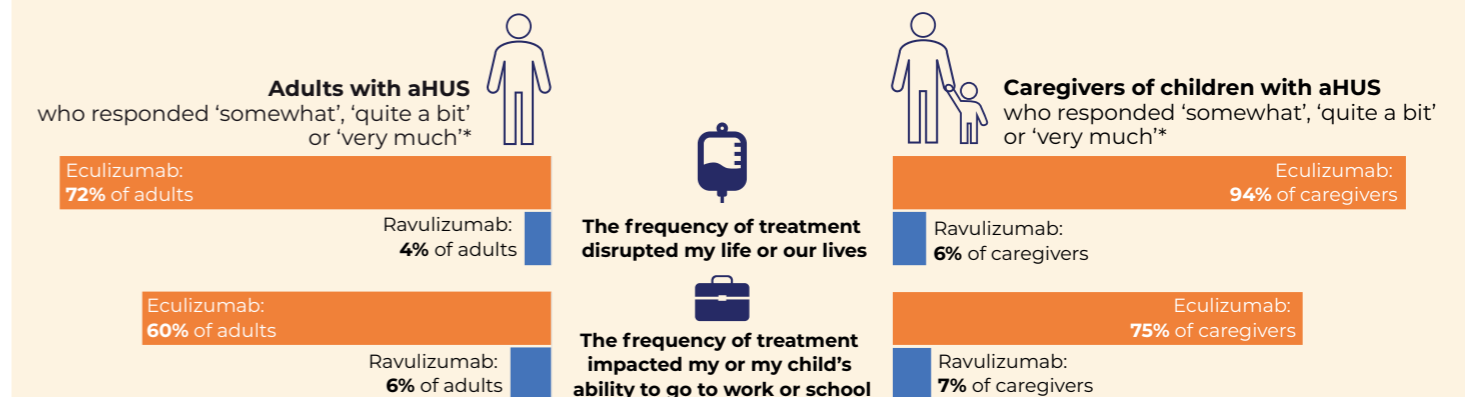 Adults with aHUS
who responded ‘somewhat’, ‘quite a bit’
or ‘very much’*
Caregivers of children with aHUS
who responded ‘somewhat’, ‘quite a bit’
or ‘very much’*
Eculizumab:
72% of adults
Ravulizumab:
4% of adults
The frequency of treatment
disrupted my life or our lives
Eculizumab:
94% of caregivers
Ravulizumab:
6% of caregivers
Eculizumab:
60% of adults
Ravulizumab:
6% of adults
The frequency of treatment
impacted my or my child’s
ability to go to work or school
Eculizumab:
75% of caregivers
Ravulizumab:
7% of caregivers